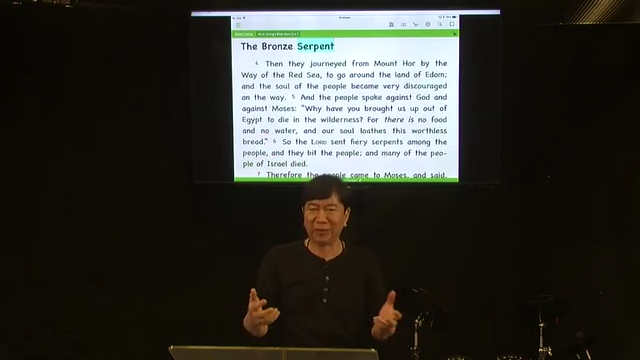 The Bronze Serpent
4 Then they journeyed from Mount Hor by the
Way of the Red Sea, to go around the land of Edom;
and the soul of the people became very discouraged
on the way. 5 And the people spoke against God and
against Moses: “Why have you brought us up out of
Egypt to die in the wilderness? For there is no food
and no water, and our soul loathes this worthless
bread.” 6 So the LORD sent fiery serpents among the
people, and they bit the people; and many of the peo-
ple of Israel died.
7 Therefore the people came to Moses, and said,